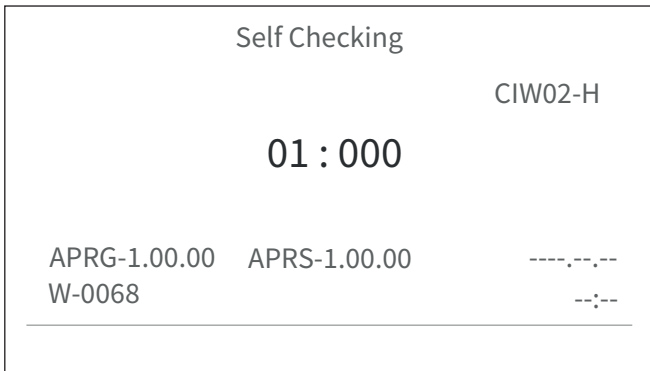 Self Checking
CIW02-H
01 : 000
APRG-1.00.00 APRS-1.00.00 ----.--.--
W-0068 --:--